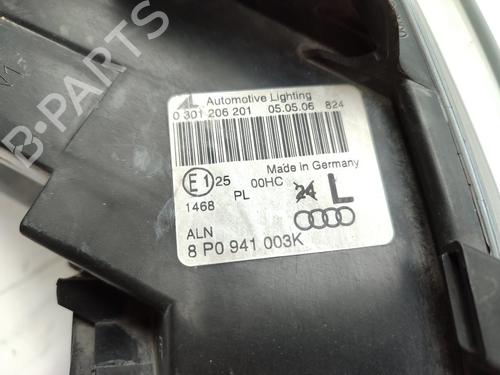 AL Automotive Lighting
0 301 206 201 05.05.06 824
Made in Germany
E1 25 00HC 24 L
1468 PL
ALN
8 P0 941 003K
B-PARTS